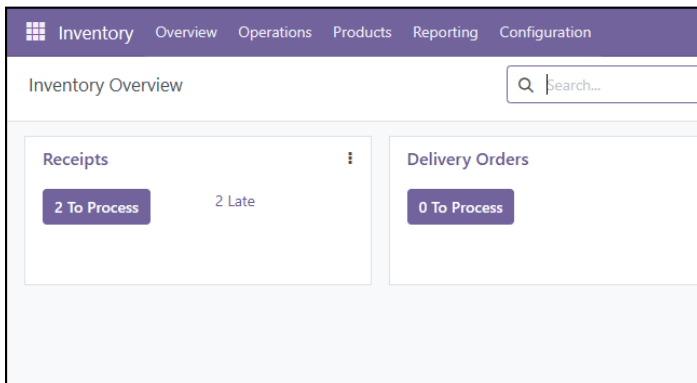 Inventory Overview Operations Products Reporting Configuration
Inventory Overview
Search...
Receipts
2 To Process
2 Late
Delivery Orders
0 To Process